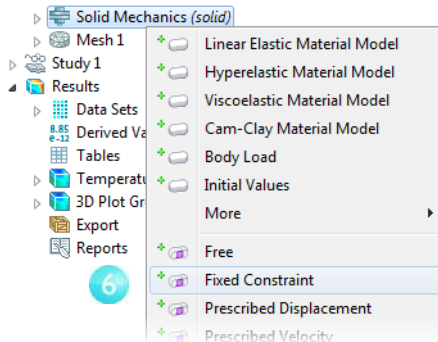 Solid Mechanics (solid)
Mesh 1
Study 1
Results
Data Sets
8.85
e-12
Derived Va
Tables
Temperatu
3D Plot Gr
Export
Reports
6
Linear Elastic Material Model
Hyperelastic Material Model
Viscoelastic Material Model
Cam-Clay Material Model
Body Load
Initial Values
More
Free
Fixed Constraint
Prescribed Displacement
Prescribed Velocity